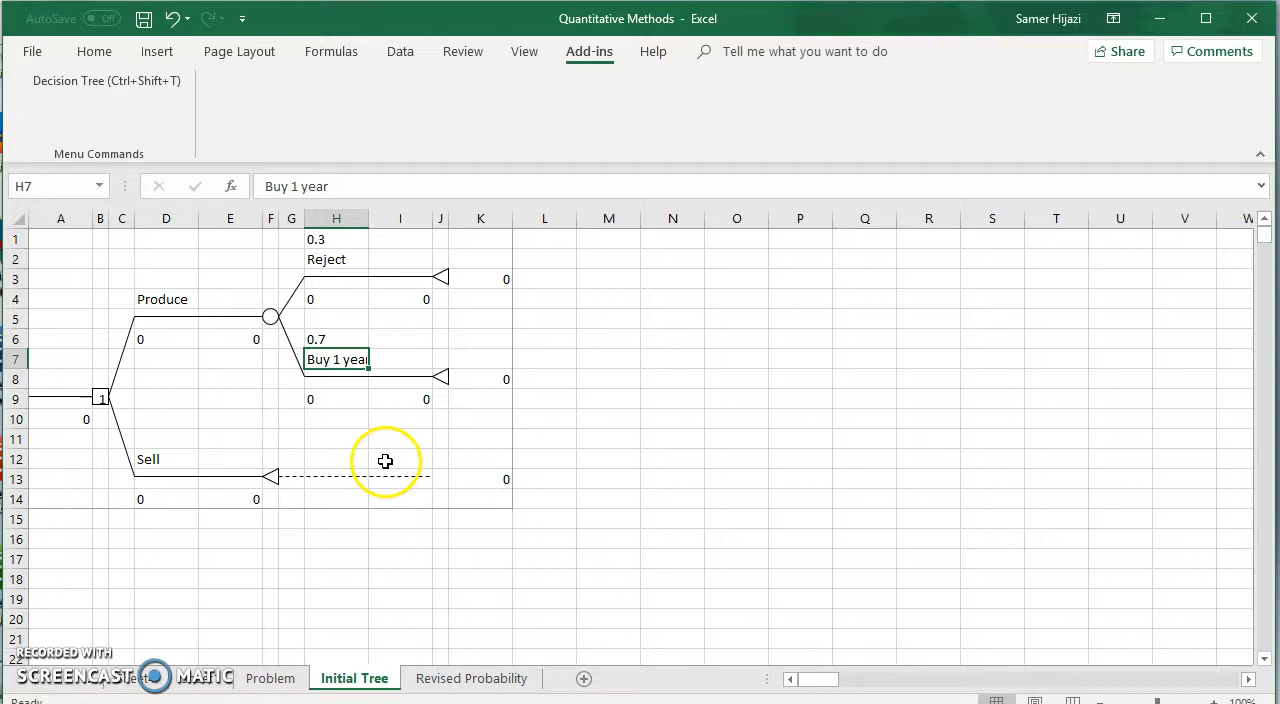 AutoSave Off Quantitative Methods - Excel Samer Hijazi
File Home Insert Page Layout Formulas Data Review View Add-ins Help Tell me what you want to do Share Comments
Decision Tree (Ctrl+Shift+T)
Menu Commands
H7 fx Buy 1 year
A B C D E F G H I J K L M N O P Q R S T U V W
1 0.3
2 Reject
3 0
4 Produce 0 0
5
6 0 0 0.7
7 Buy 1 year
8 0
9 1 0 0
10 0
11
12 Sell
13 0
14 0 0
15
16
17
18
19
20
21
22
RECORDED WITH
SCREENCAST MATIC
Problem Initial Tree Revised Probability
Ready 100%